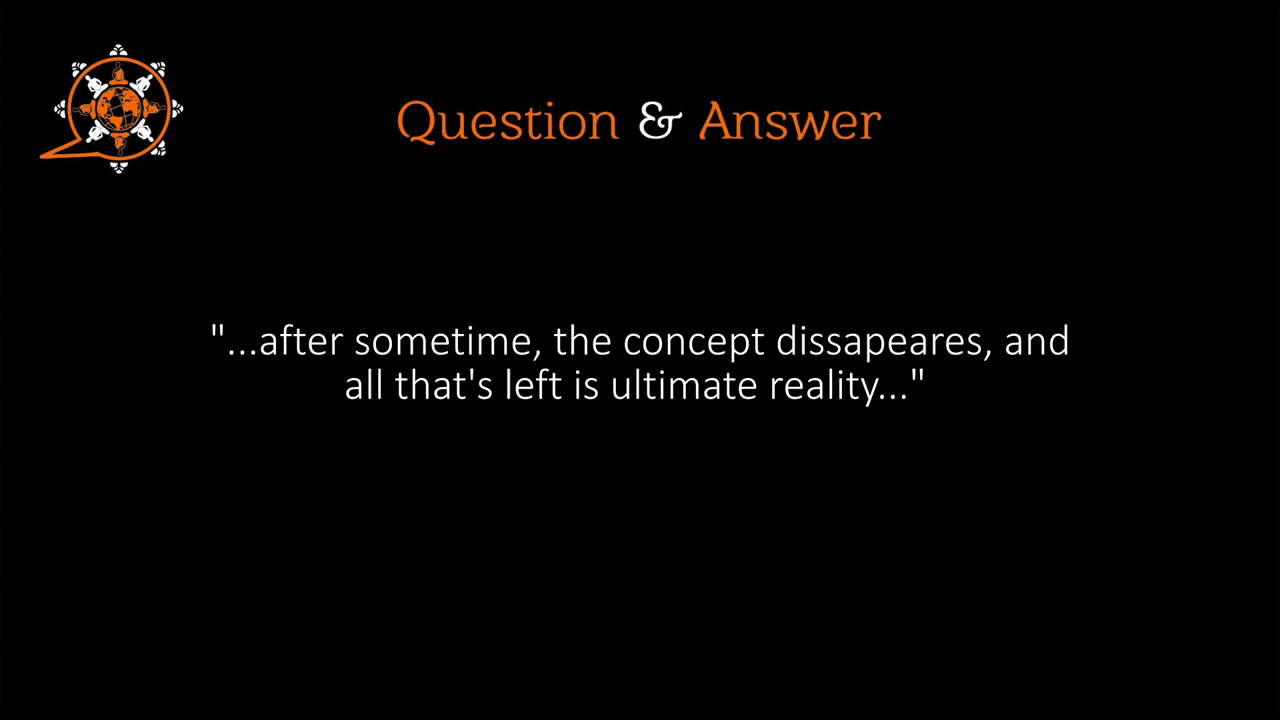 Question & Answer
"...after sometime, the concept dissapeares, and
all that's left is ultimate reality..."